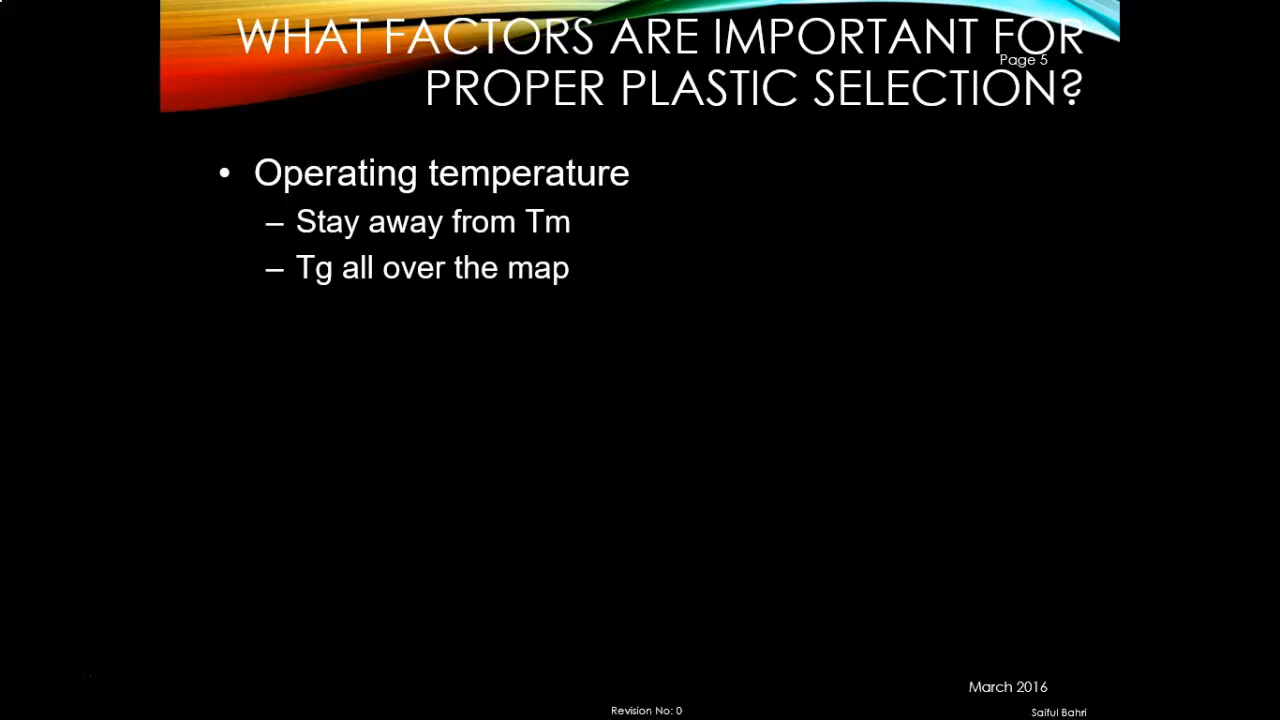 WHAT FACTORS ARE IMPORTANT FOR
Page 5
PROPER PLASTIC SELECTION?
• Operating temperature
– Stay away from Tm
– Tg all over the map
March 2016
Revision No: 0
Saiful Bahri